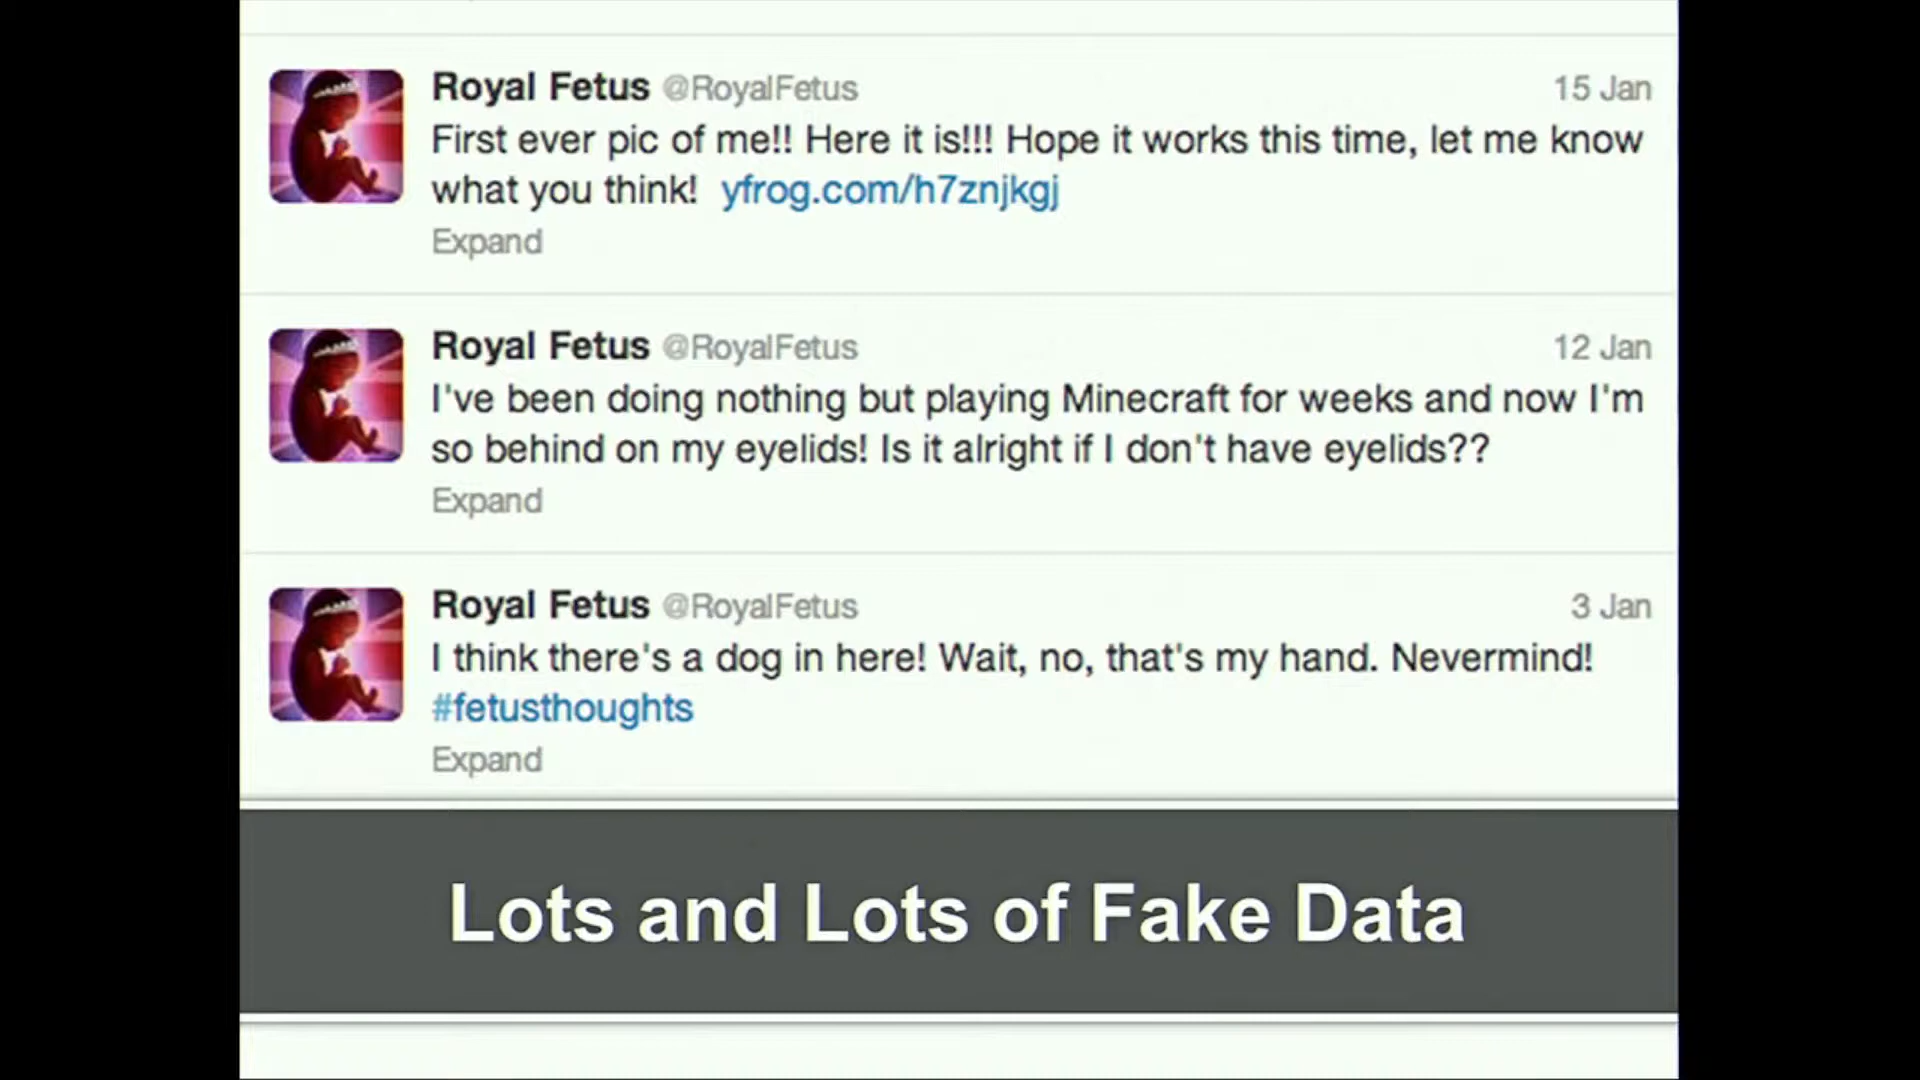 Royal Fetus @RoyalFetus 15 Jan
First ever pic of me!! Here it is!!! Hope it works this time, let me know
what you think! yfrog.com/h7znjkgj
Expand
Royal Fetus @RoyalFetus 12 Jan
I've been doing nothing but playing Minecraft for weeks and now I'm
so behind on my eyelids! Is it alright if I don't have eyelids??
Expand
Royal Fetus @RoyalFetus 3 Jan
I think there's a dog in here! Wait, no, that's my hand. Nevermind!
#fetusthoughts
Expand
Lots and Lots of Fake Data